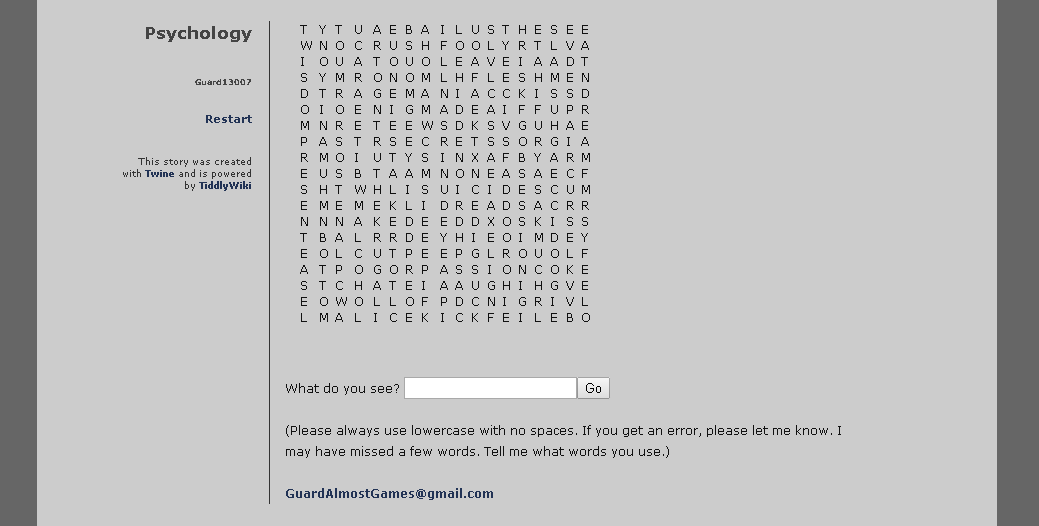 Psychology
Guard13007
Restart
This story was created
with Twine and is powered
by TiddlyWiki
T Y T U A E B A I L U S T H E S E E
W N O C R U S H F O O L Y R T L V A
I O U A T O U O L E A V E I A A D T
S Y M R O N O M L H F L E S H M E N
D T R A G E M A N I A C C K I S S D
O I O E N I G M A D E A I F F U P R
M N R E T E E W S D K S V G U H A E
P A S T R S E C R E T S S O R G I A
R M O I U T Y S I N X A F B Y A R M
E U S B T A A M N O N E A S A E C F
S H T W H L I S U I C I D E S C U M
E M E M E K L I D R E A D S A C R R
N N N A K E D E E D D X O S K I S S
T B A L R R D E Y H I E O I M D E Y
E O L C U T P E E P G L R O U O L F
A T P O G O R P A S S I O N C O K E
S T C H A T E I A A U G H I H G V E
E O W O L L O F P D C N I G R I V L
L M A L I C E K I C K F E I L E B O
What do you see? Go
(Please always use lowercase with no spaces. If you get an error, please let me know. I
may have missed a few words. Tell me what words you use.)
GuardAlmostGames@gmail.com